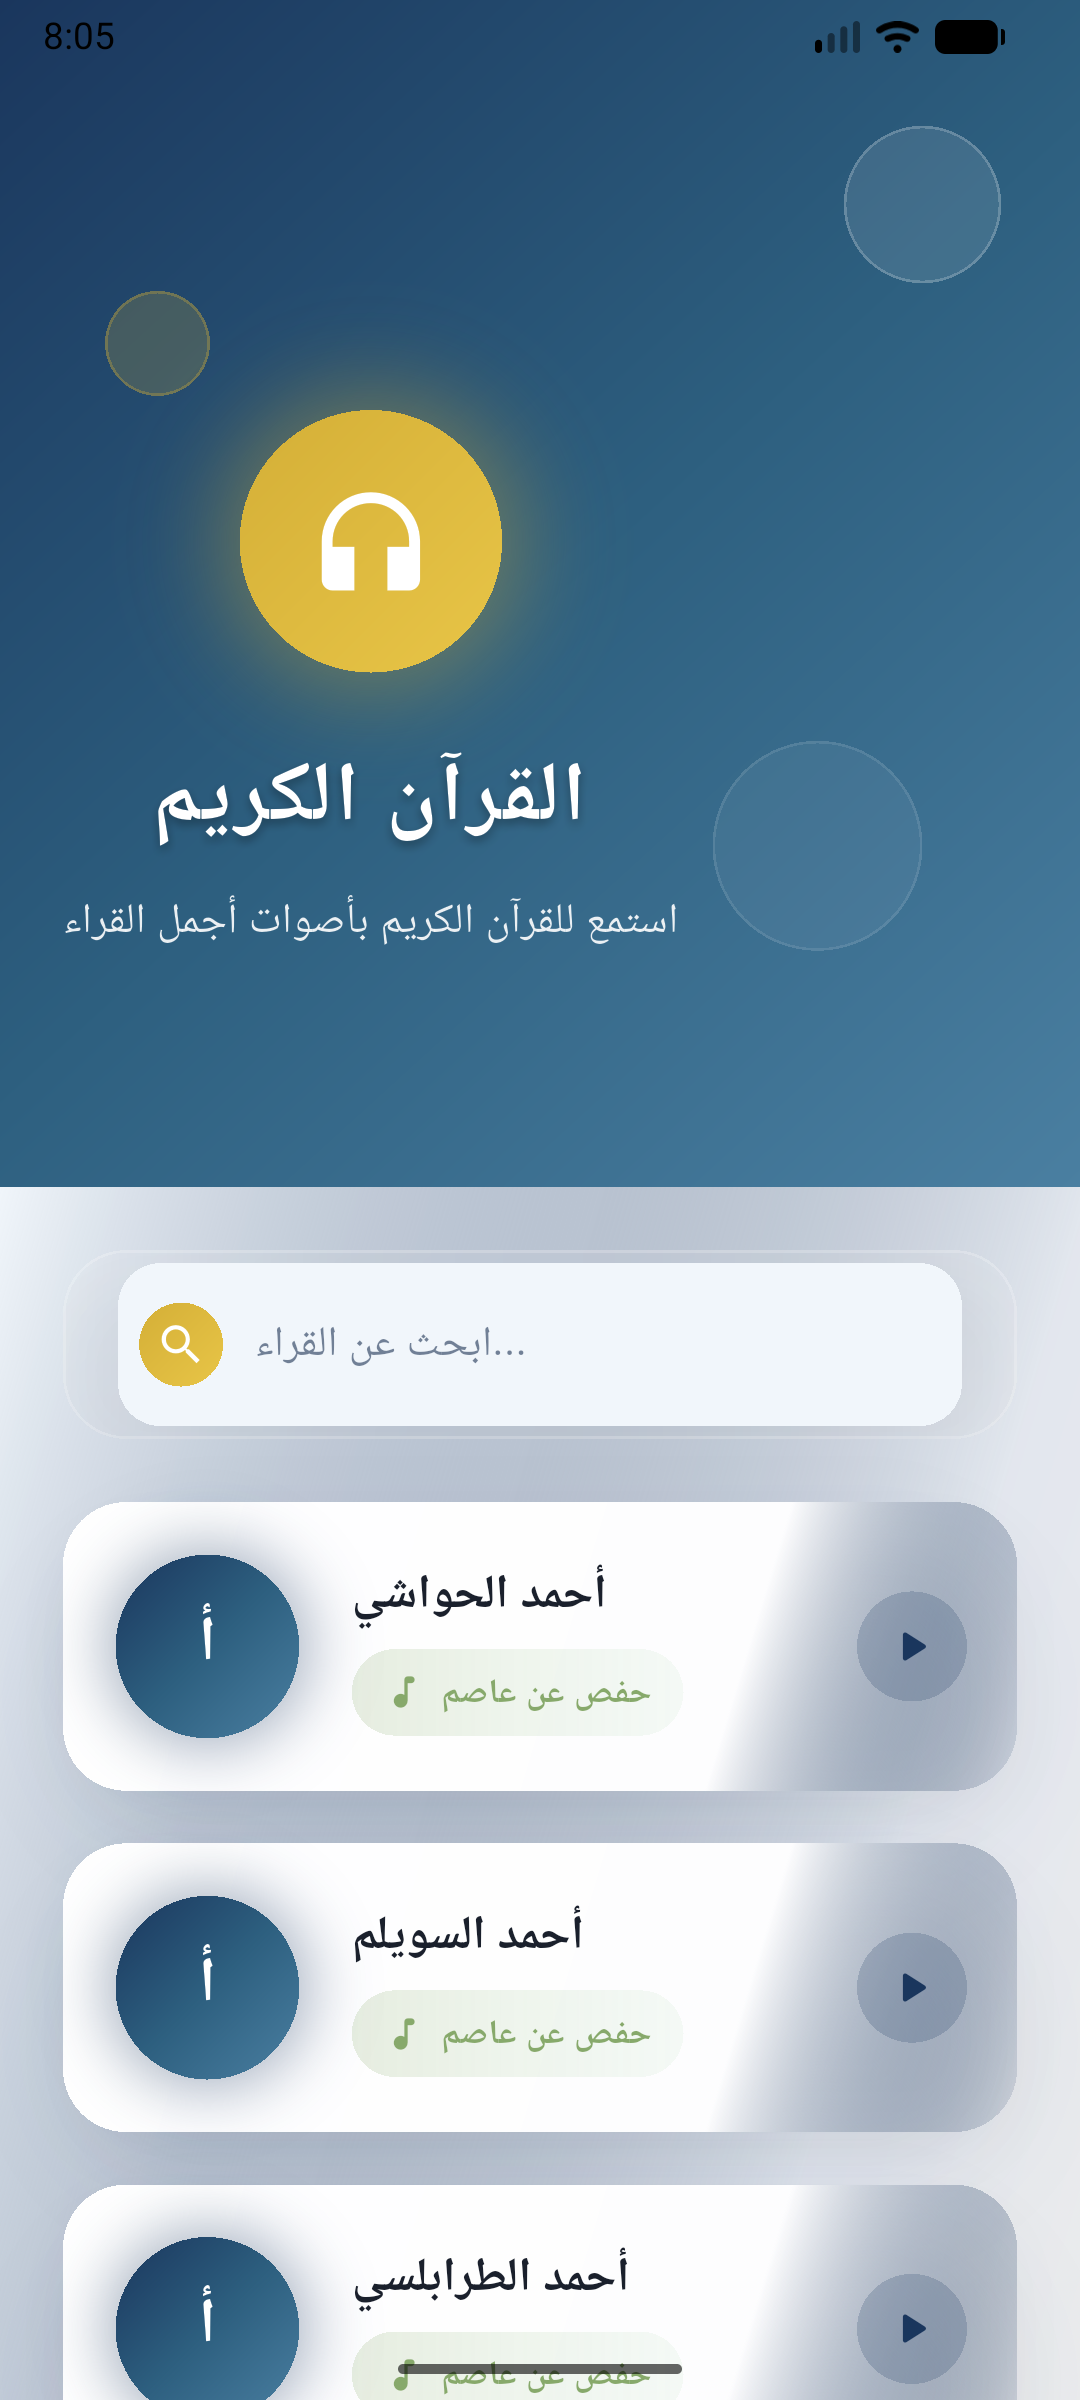 8:05
القرآن الكريم
استمع للقرآن الكريم بأصوات أجمل القراء
ابحث عن القراء...
أ
أحمد الحواشي
حفص عن عاصم
أ
أحمد السويلم
حفص عن عاصم
أ
أحمد الطرابلسي
حفص عن عاصم